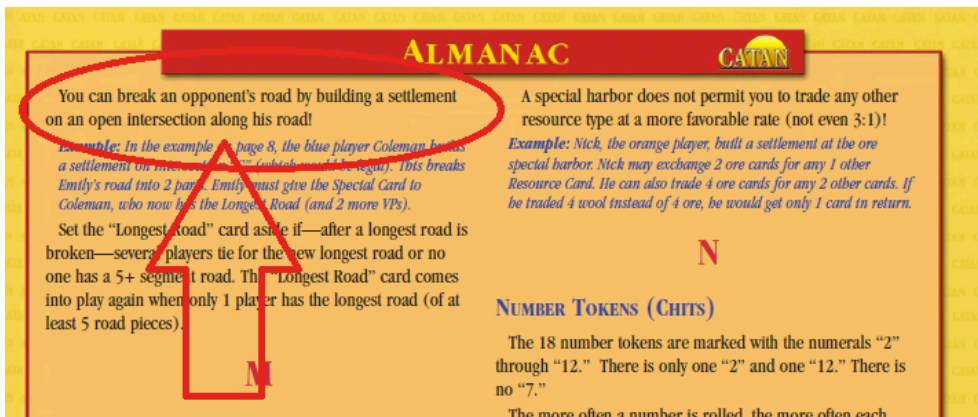 ALMANAC
CATAN
You can break an opponent's road by building a settlement
on an open intersection along his road!
Example: In the example page 8, the blue player Coleman builds
a settlement on be legal). This breaks
Emily's road into 2 parts. Emily must give the Special Card to
Coleman, who now has the Longest Road (and 2 more VPs).
Set the “Longest Road” card aside if—after a longest road is
broken—several players tie for the new longest road or no
one has a 5+ segment road. The “Longest Road” card comes
into play again when only 1 player has the longest road (of at
least 5 road pieces).
M
A special harbor does not permit you to trade any other
resource type at a more favorable rate (not even 3:1)!
Example: Nick, the orange player, built a settlement at the ore
special harbor. Nick may exchange 2 ore cards for any 1 other
Resource Card. He can also trade 4 ore cards for any 2 other cards. If
he traded 4 wool instead of 4 ore, he would get only 1 card in return.
N
NUMBER TOKENS (CHITS)
The 18 number tokens are marked with the numerals “2”
through “12.” There is only one “2” and one “12.” There is
no “7.”
The more often a number is rolled, the more often each